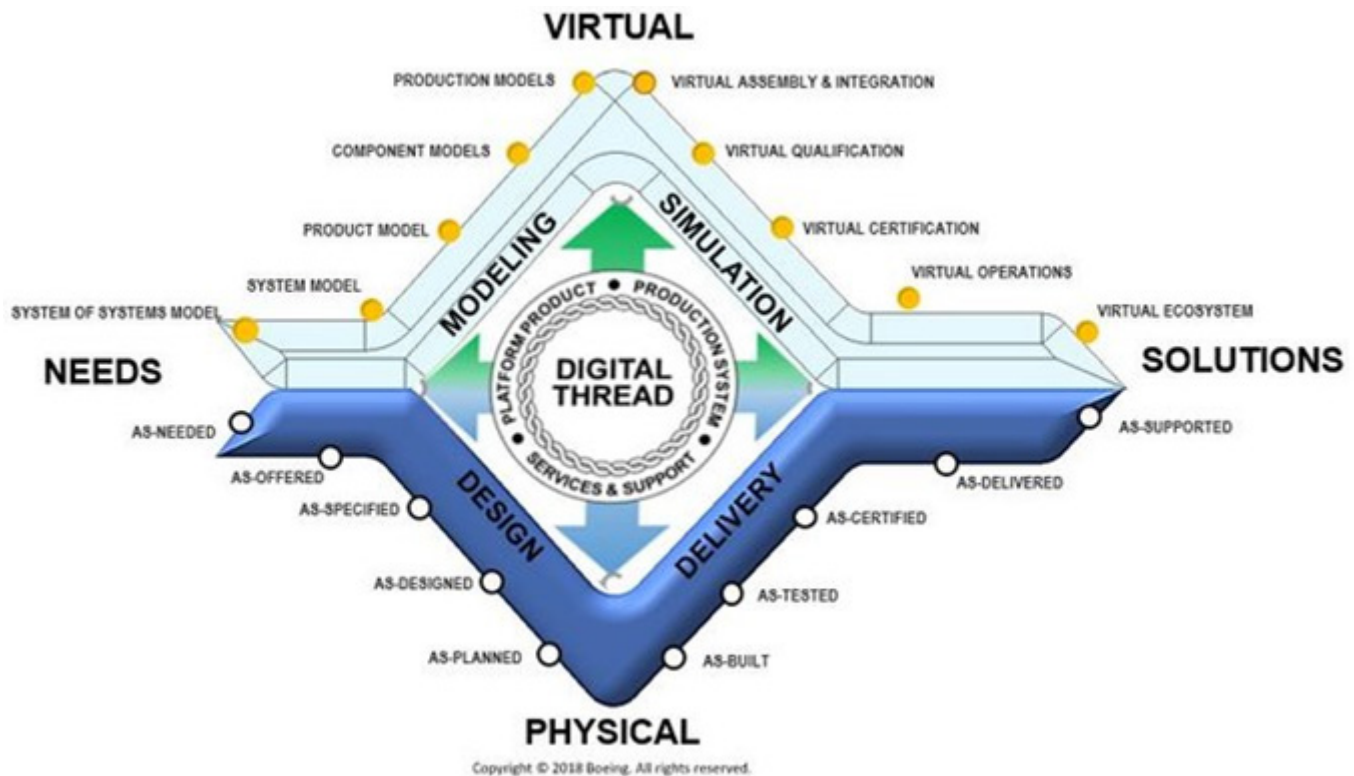 VIRTUAL
PRODUCTION MODELS
VIRTUAL ASSEMBLY & INTEGRATION
COMPONENT MODELS
VIRTUAL QUALIFICATION
PRODUCT MODEL
VIRTUAL CERTIFICATION
SYSTEM MODEL
VIRTUAL OPERATIONS
SYSTEM OF SYSTEMS MODEL
VIRTUAL ECOSYSTEM
MODELING
SIMULATION
NEEDS
SOLUTIONS
PLATFORM PRODUCT • PRODUCTION SYSTEM • SERVICES & SUPPORT •
DIGITAL
THREAD
AS-NEEDED
AS-SUPPORTED
AS-OFFERED
AS-DELIVERED
AS-SPECIFIED
AS-CERTIFIED
DESIGN
DELIVERY
AS-DESIGNED
AS-TESTED
AS-PLANNED
AS-BUILT
PHYSICAL
Copyright © 2018 Boeing. All rights reserved.